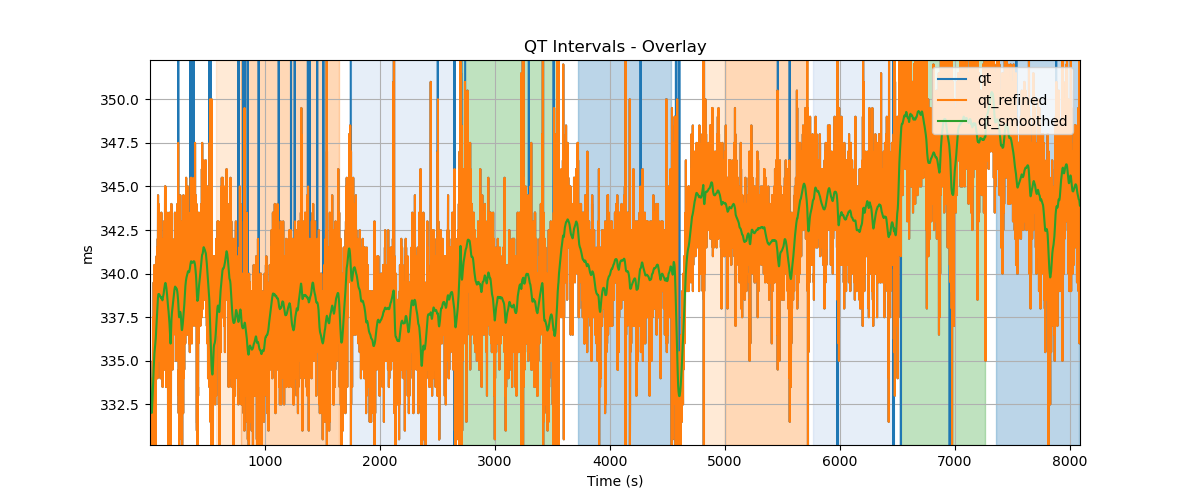 QT Intervals - Overlay
350.0
347.5
345.0
342.5
340.0
337.5
335.0
332.5
ms
qt
qt_refined
qt_smoothed
1000
2000
3000
4000
5000
6000
7000
8000
Time (s)